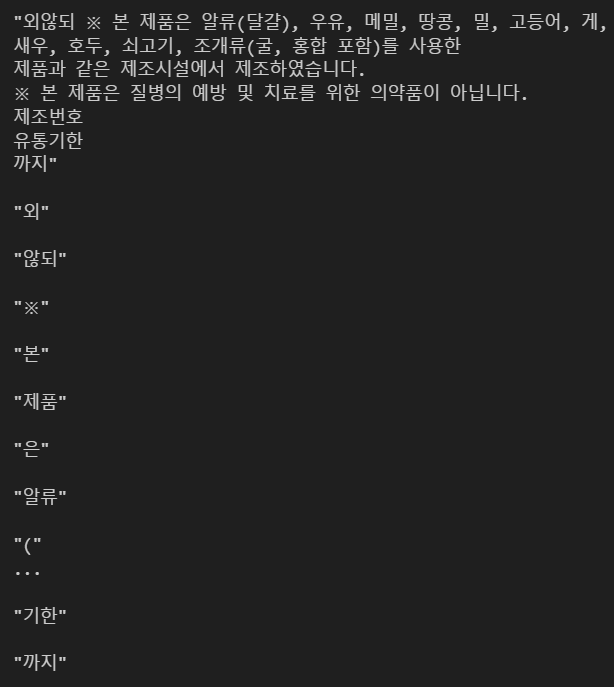 "외않되 ※ 본 제품은 알류(달걀), 우유, 메밀, 땅콩, 밀, 고등어, 게,
새우, 호두, 쇠고기, 조개류(굴, 홍합 포함)를 사용한
제품과 같은 제조시설에서 제조하였습니다.
※ 본 제품은 질병의 예방 및 치료를 위한 의약품이 아닙니다.
제조번호
유통기한
까지"
"외"
"않되"
"※"
"본"
"제품"
"은"
"알류"
"("
...
"기한"
"까지"